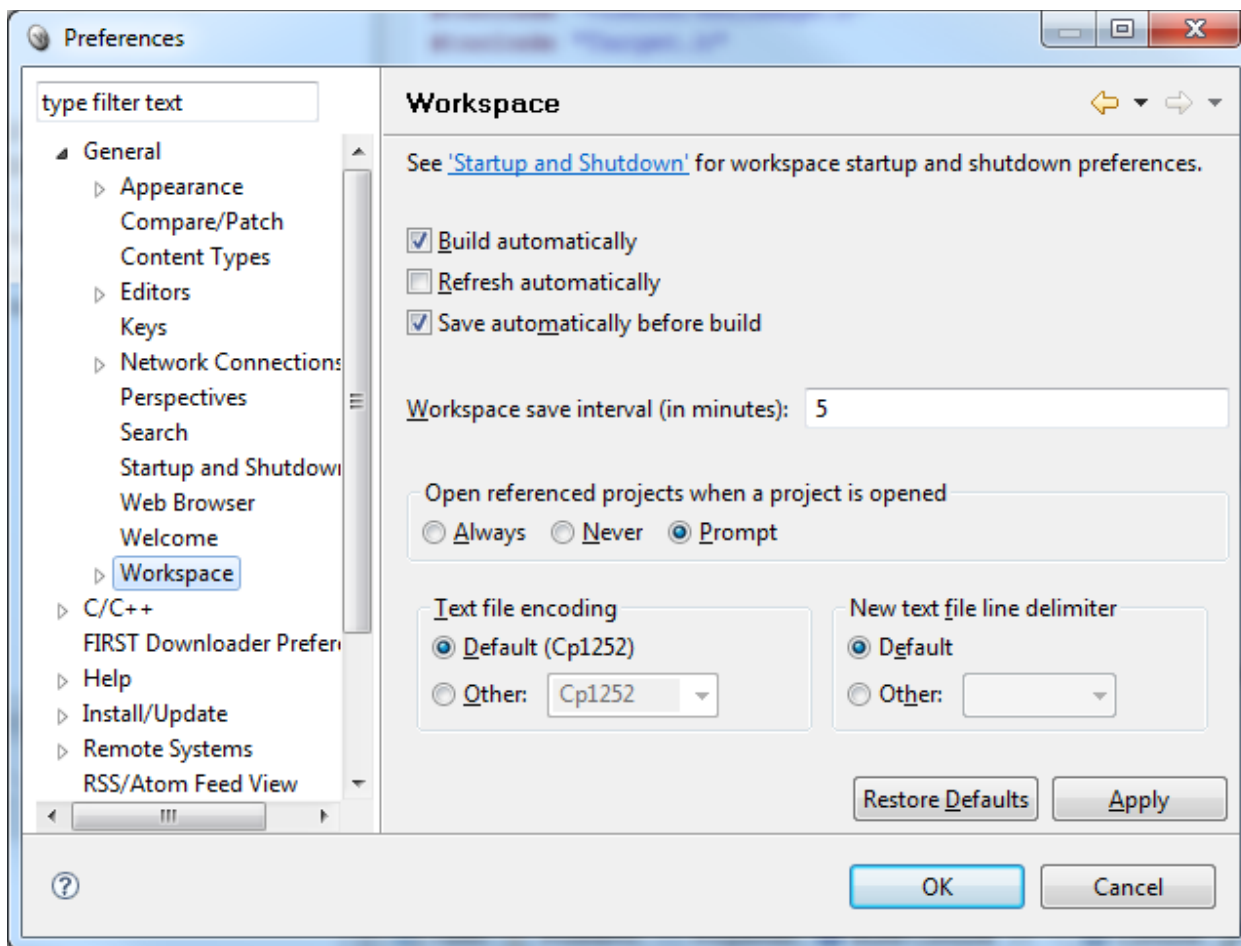 Preferences
type filter text
General
Appearance
Compare/Patch
Content Types
Editors
Keys
Network Connections
Perspectives
Search
Startup and Shutdown
Web Browser
Welcome
Workspace
C/C++
FIRST Downloader Prefer
Help
Install/Update
Remote Systems
RSS/Atom Feed View
Workspace
See 'Startup and Shutdown' for workspace startup and shutdown preferences.
Build automatically
Refresh automatically
Save automatically before build
Workspace save interval (in minutes): 5
Open referenced projects when a project is opened
Always Never Prompt
Text file encoding
Default (Cp1252)
Other: Cp1252
New text file line delimiter
Default
Other:
Restore Defaults Apply
OK Cancel